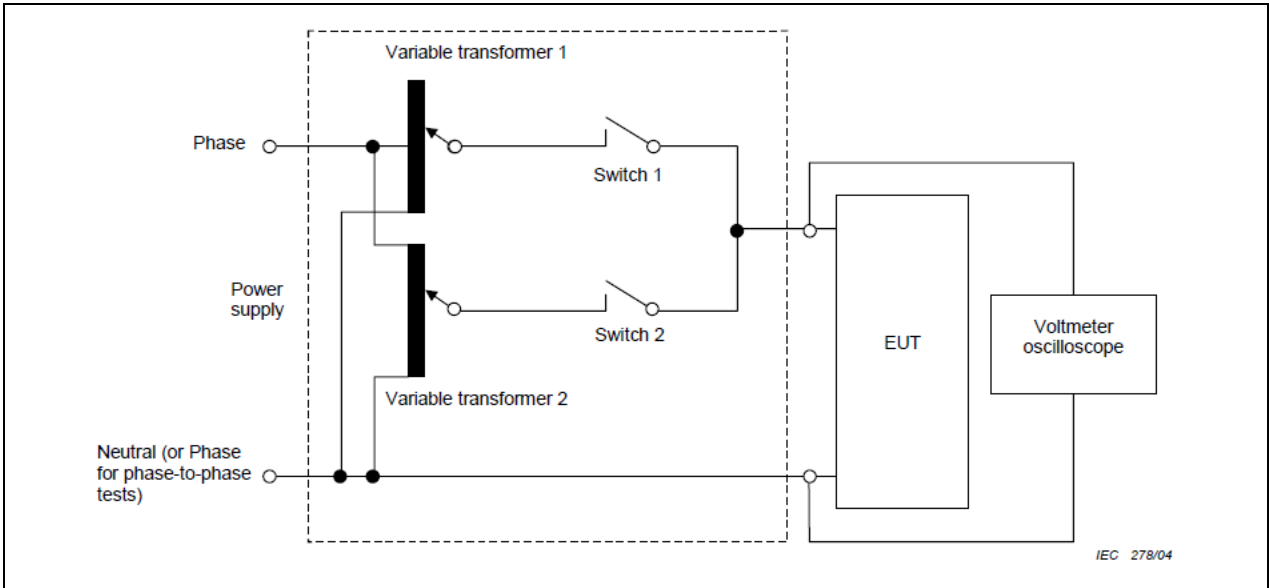 Variable transformer 1
Phase
Switch 1
Power
supply
Switch 2
Voltmeter
oscilloscope
EUT
Variable transformer 2
Neutral (or Phase
for phase-to-phase
tests)
IEC 278/04